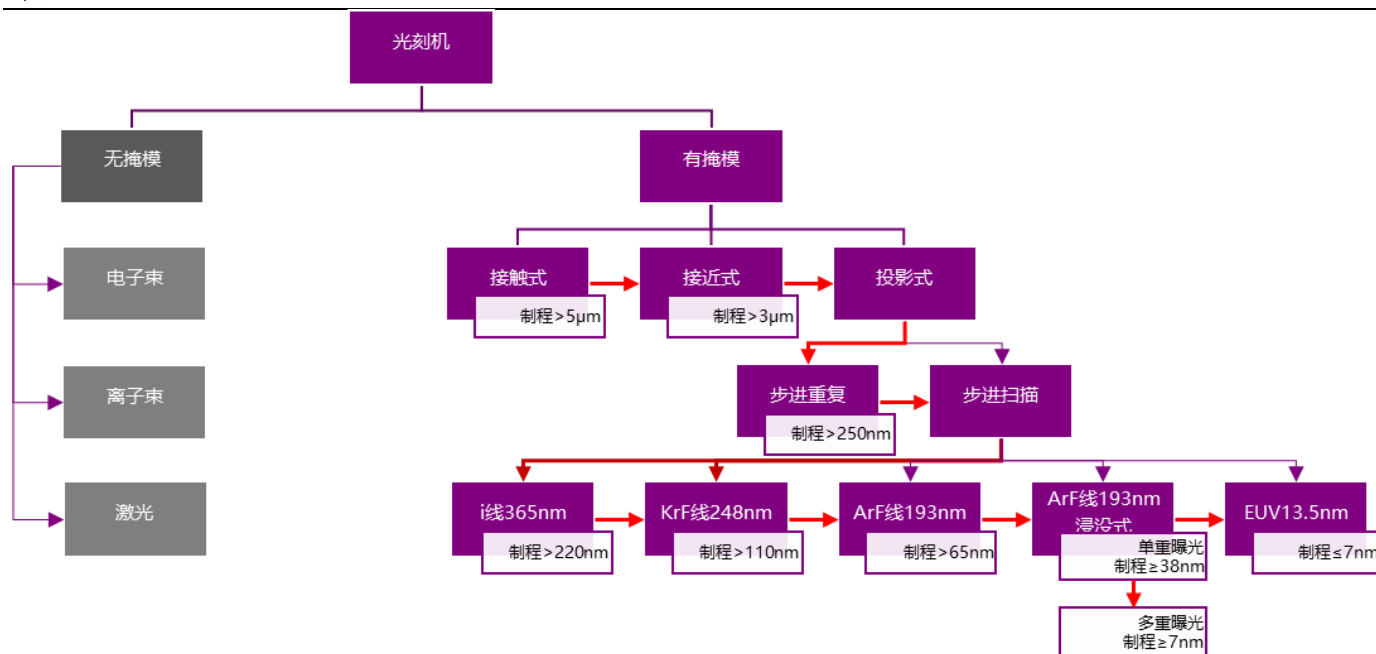 光刻机
无掩模
有掩模
电子束
接触式
制程>5μm
接近式
制程>3μm
投影式
离子束
步进重复
制程>250nm
步进扫描
激光
i线365nm
制程>220nm
KrF线248nm
制程>110nm
ArF线193nm
制程>65nm
ArF线193nm
浸没式
单重曝光
制程≥38nm
多重曝光
制程≥7nm
EUV13.5nm
制程≤7nm